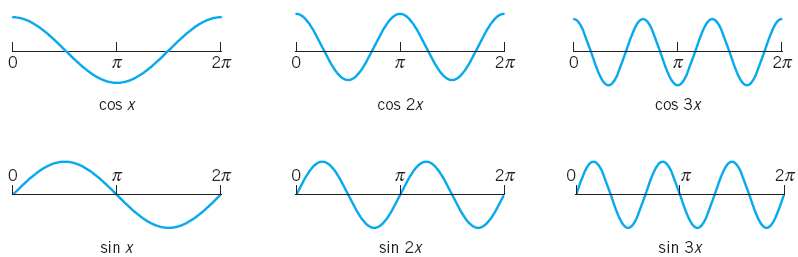 0 π 2π 0 π 2π 0 π 2π
cos x cos 2x cos 3x
0 π 2π 0 π 2π 0 π 2π
sin x sin 2x sin 3x